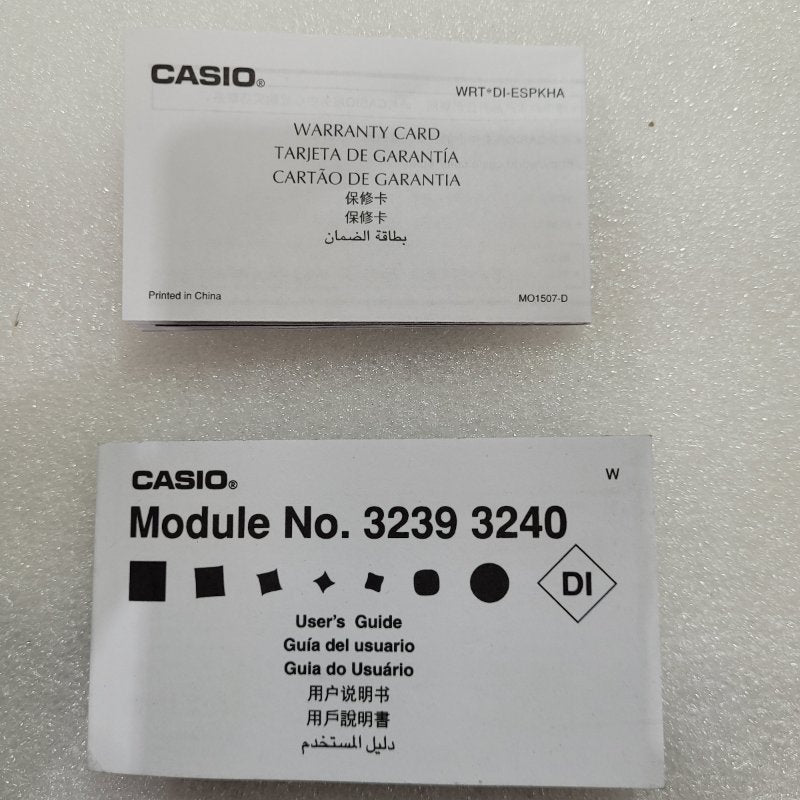 CASIO®
WRT*DI-ESPKHA
WARRANTY CARD
TARJETA DE GARANTÍA
CARTÃO DE GARANTIA
保修卡
保修卡
بطاقة الضمان
Printed in China
MO1507-D
CASIO®
W
Module No. 3239 3240
DI
User's Guide
Guía del usuario
Guia do Usuário
用户说明书
用戶說明書
دليل المستخدم